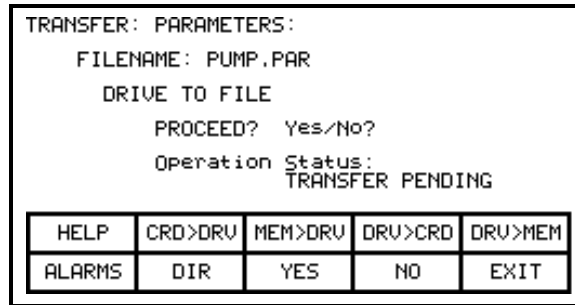 TRANSFER: PARAMETERS:
FILENAME: PUMP.PAR
DRIVE TO FILE
PROCEED? Yes/No?
Operation Status:
TRANSFER PENDING
HELP CRD>DRV MEM>DRV DRV>CRD DRV>MEM
ALARMS DIR YES NO EXIT